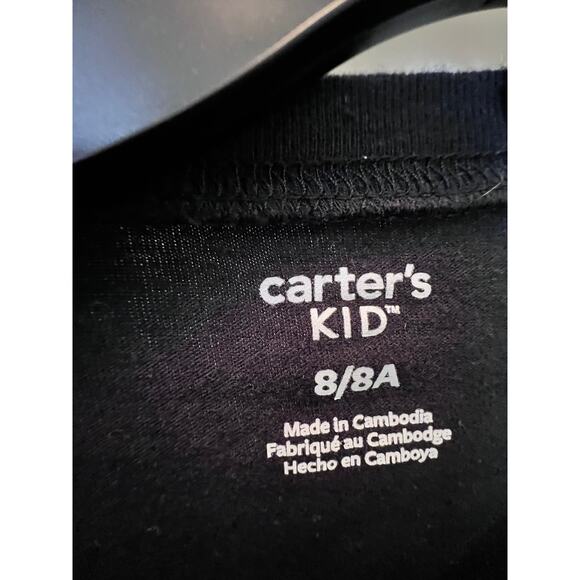 carter's
KID™
8/8A
Made in Cambodia
Fabriqué au Cambodge
Hecho en Camboya